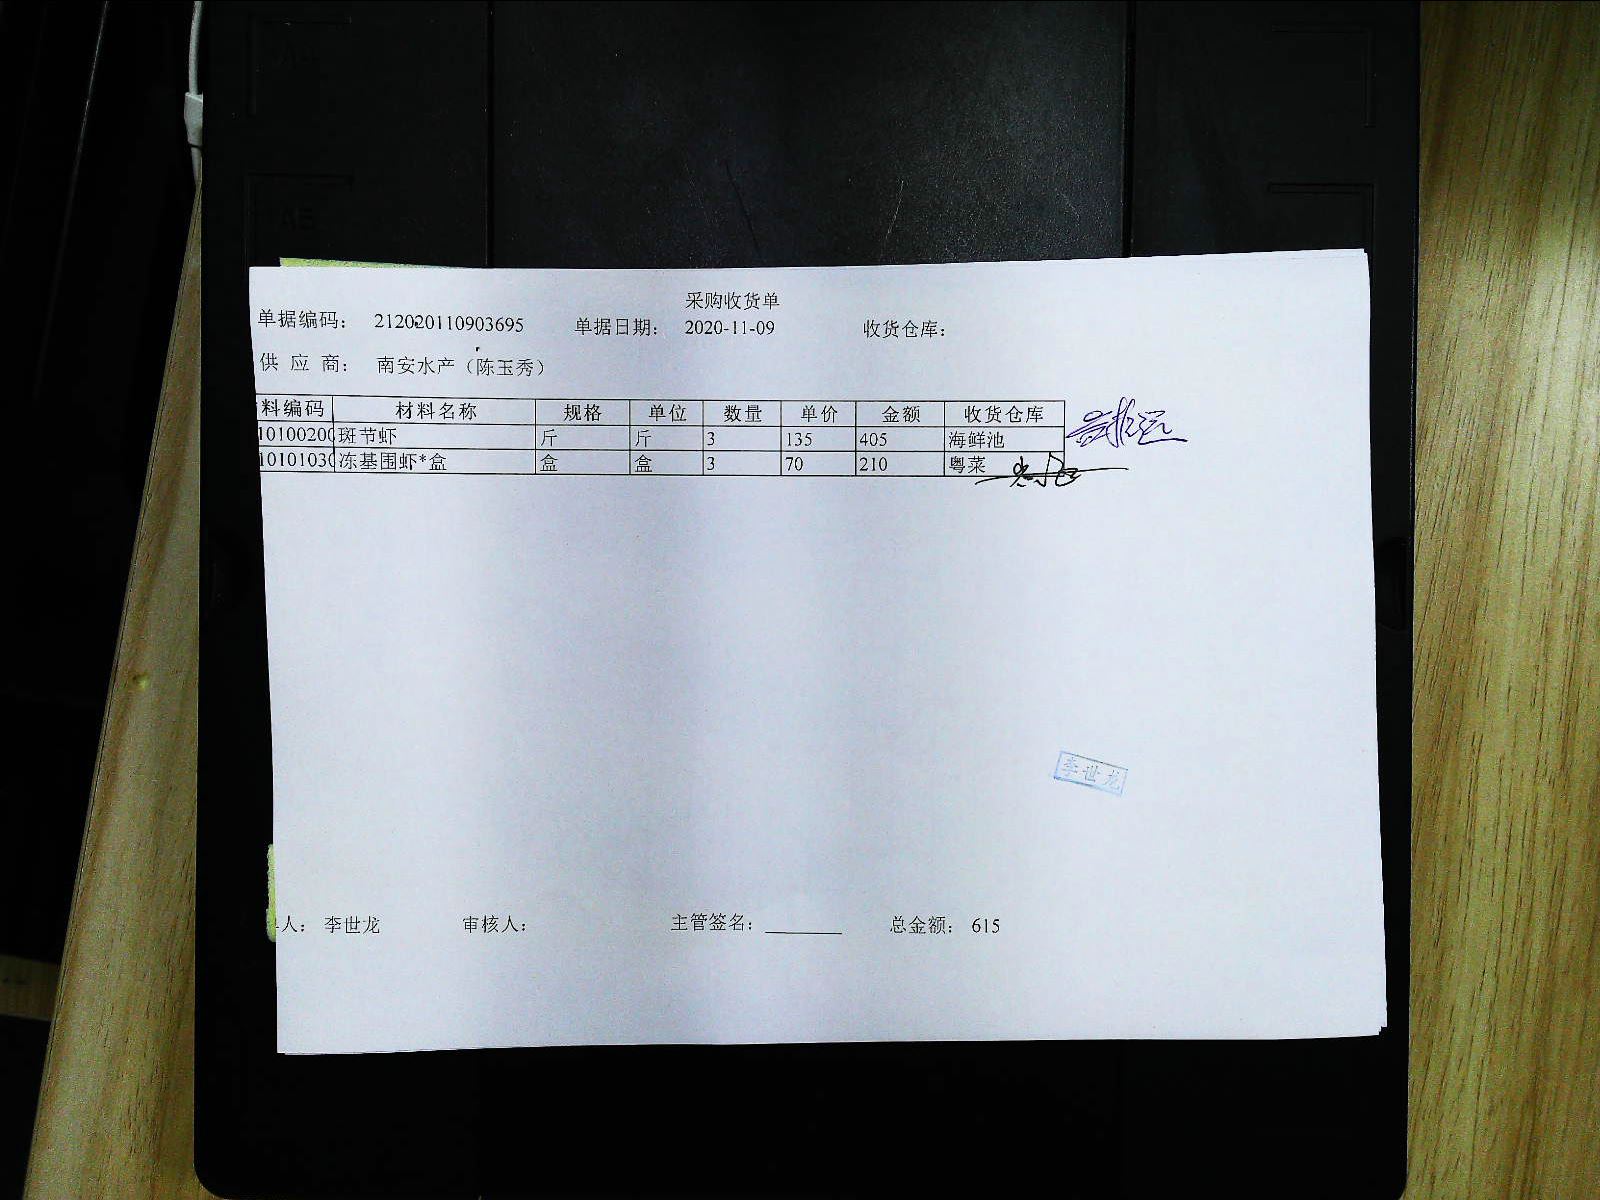 采购收货单
单据编码： 212020110903695 单据日期： 2020-11-09 收货仓库：
供 应 商： 南安水产（陈玉秀）
料编码 材料名称 规格 单位 数量 单价 金额 收货仓库
10100200 斑节虾 斤 斤 3 135 405 海鲜池
10101030 冻基围虾*盒 盒 盒 3 70 210 粤菜
李世龙
人： 李世龙 审核人： 主管签名： 总金额： 615